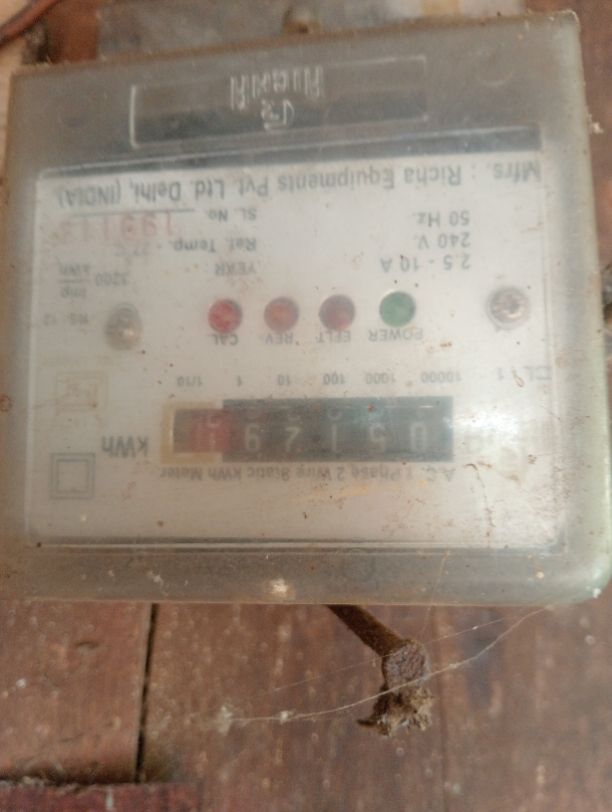 A.C. 1 Phase 2 Wire Static kWh Meter
kWh
10000 1000 100 10 1 1/10
CL : 1
POWER EFLT REV CAL
2.5 - 10 A
240 V.
50 Hz.
YEAR :
Ref. Temp. - 27°C
SL. No.
3200 imp/kWh
Mfrs. : Richa Equipments Pvt. Ltd. Delhi, (INDIA)